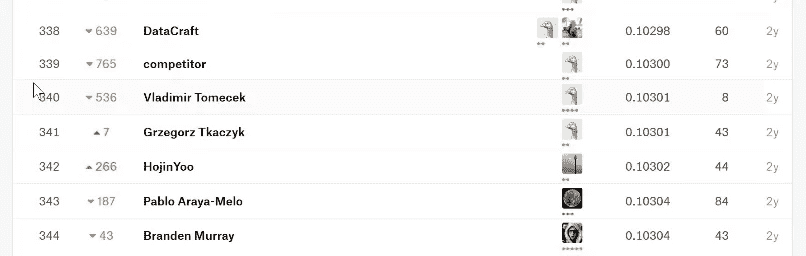 338 639 DataCraft 0.10298 60 2y
339 765 competitor 0.10300 73 2y
340 536 Vladimir Tomecek 0.10301 8 2y
341 7 Grzegorz Tkaczyk 0.10301 43 2y
342 266 HojinYoo 0.10302 44 2y
343 187 Pablo Araya-Melo 0.10304 84 2y
344 43 Branden Murray 0.10304 43 2y